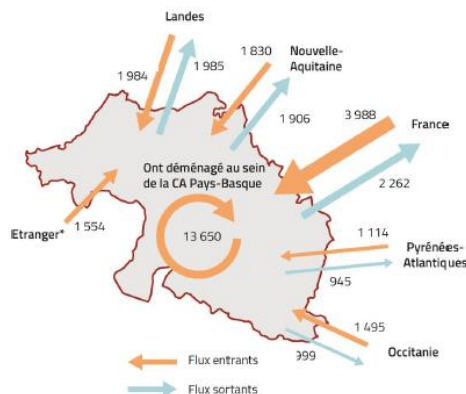 Landes
1 984
1 985
1 830
Nouvelle-
Aquitaine
1 906
3 988
France
2 262
Ont déménagé au sein
de la CA Pays-Basque
13 650
Etranger*
1 554
1 114
Pyrénées-
Atlantiques
945
1 495
Occitanie
999
Flux entrants
Flux sortants